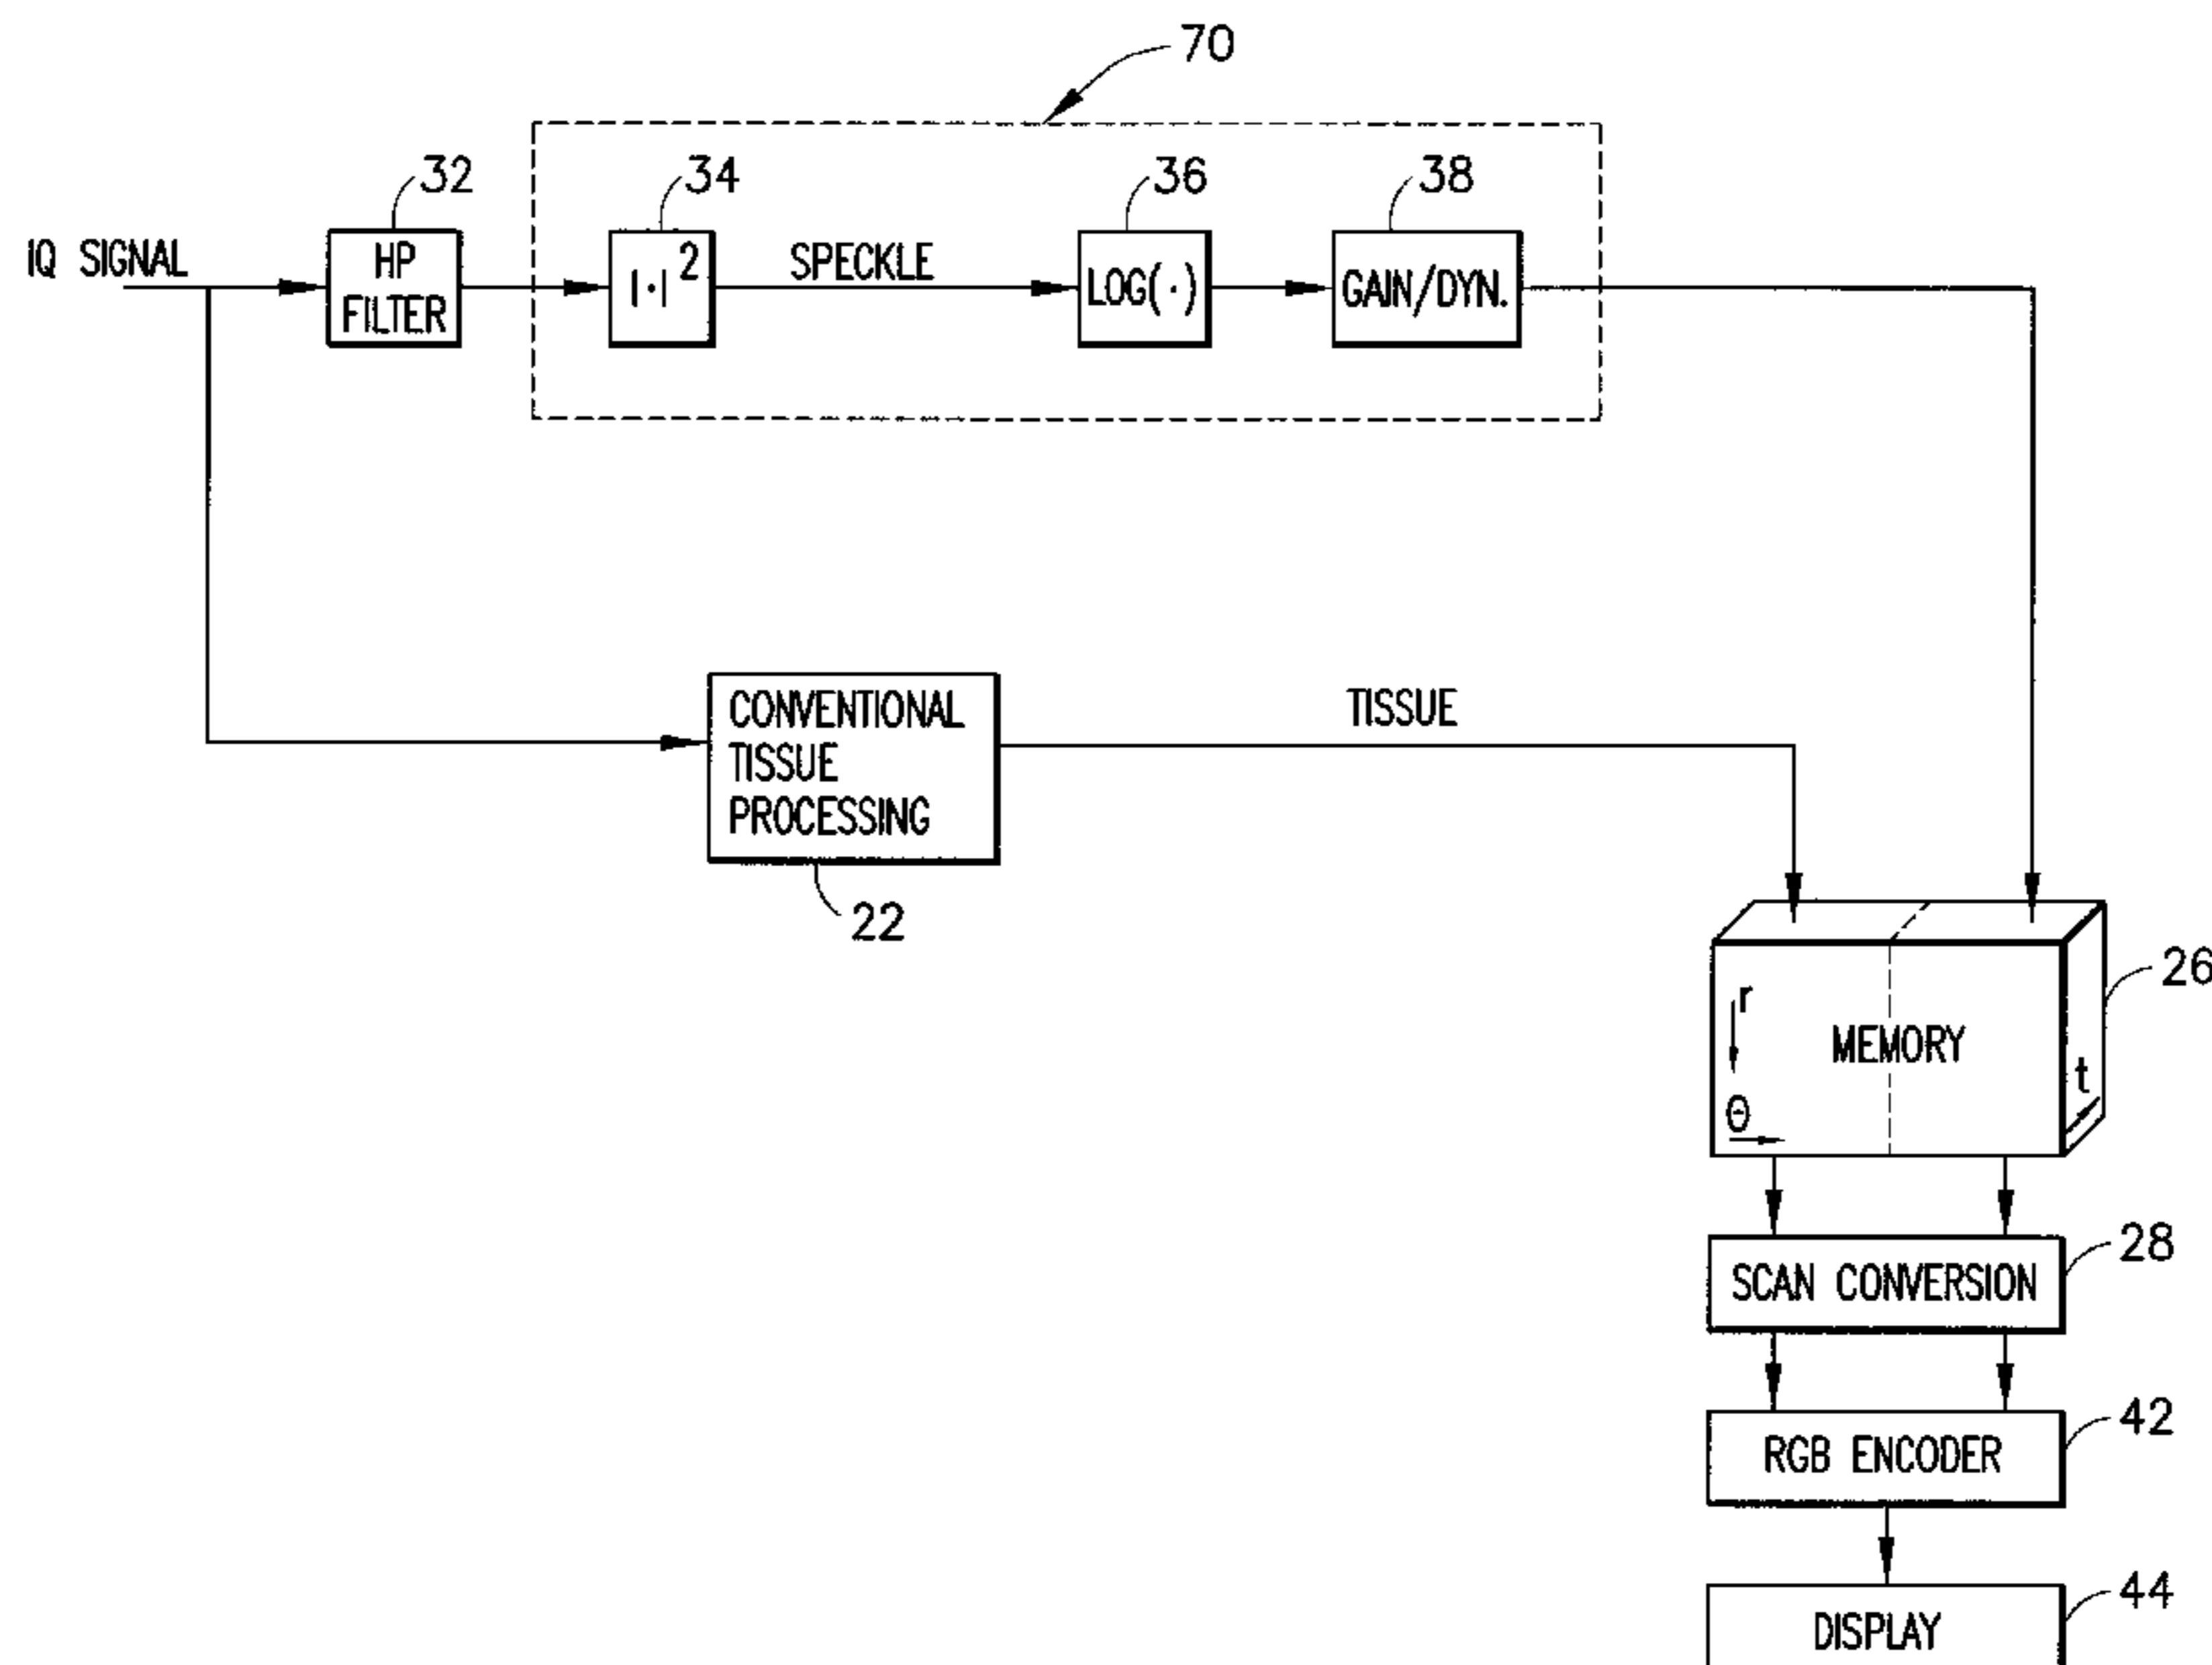 70
32
34
36
38
IQ SIGNAL
HP
FILTER
|·|²
SPECKLE
LOG(·)
GAIN/DYN.
CONVENTIONAL
TISSUE
PROCESSING
TISSUE
22
26
r
MEMORY
t
Θ
28
SCAN CONVERSION
42
RGB ENCODER
44
DISPLAY